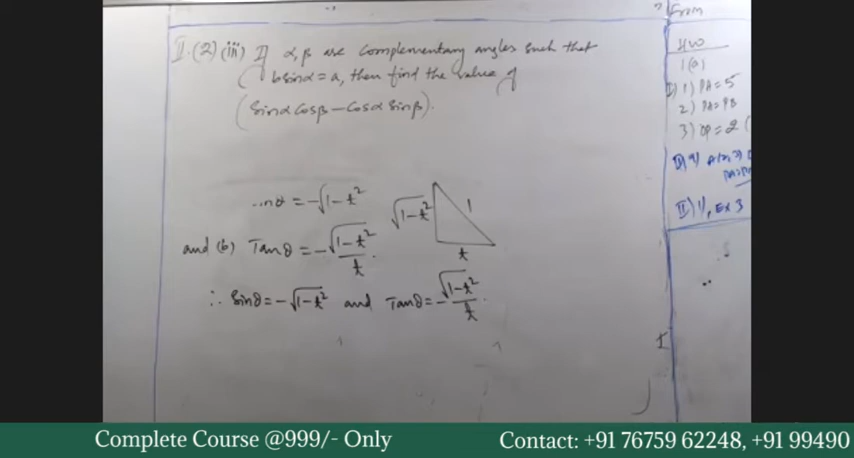 II.(2) (iii) If α, β are complementary angles such that
b sinα = a, then find the value of
(sinα cosβ – cosα sinβ).
inθ = -√1-t²
√1-t²
1
t
and (b) Tanθ = -√1-t²/t.
∴ Sinθ = -√1-t² and Tanθ = -√1-t²/t.
From
HW
1(a)
I) 1) PA=5
2) PA=PB
3) OP=2
II) 1), Ex 3
Complete Course @999/- Only
Contact: +91 76759 62248, +91 99490